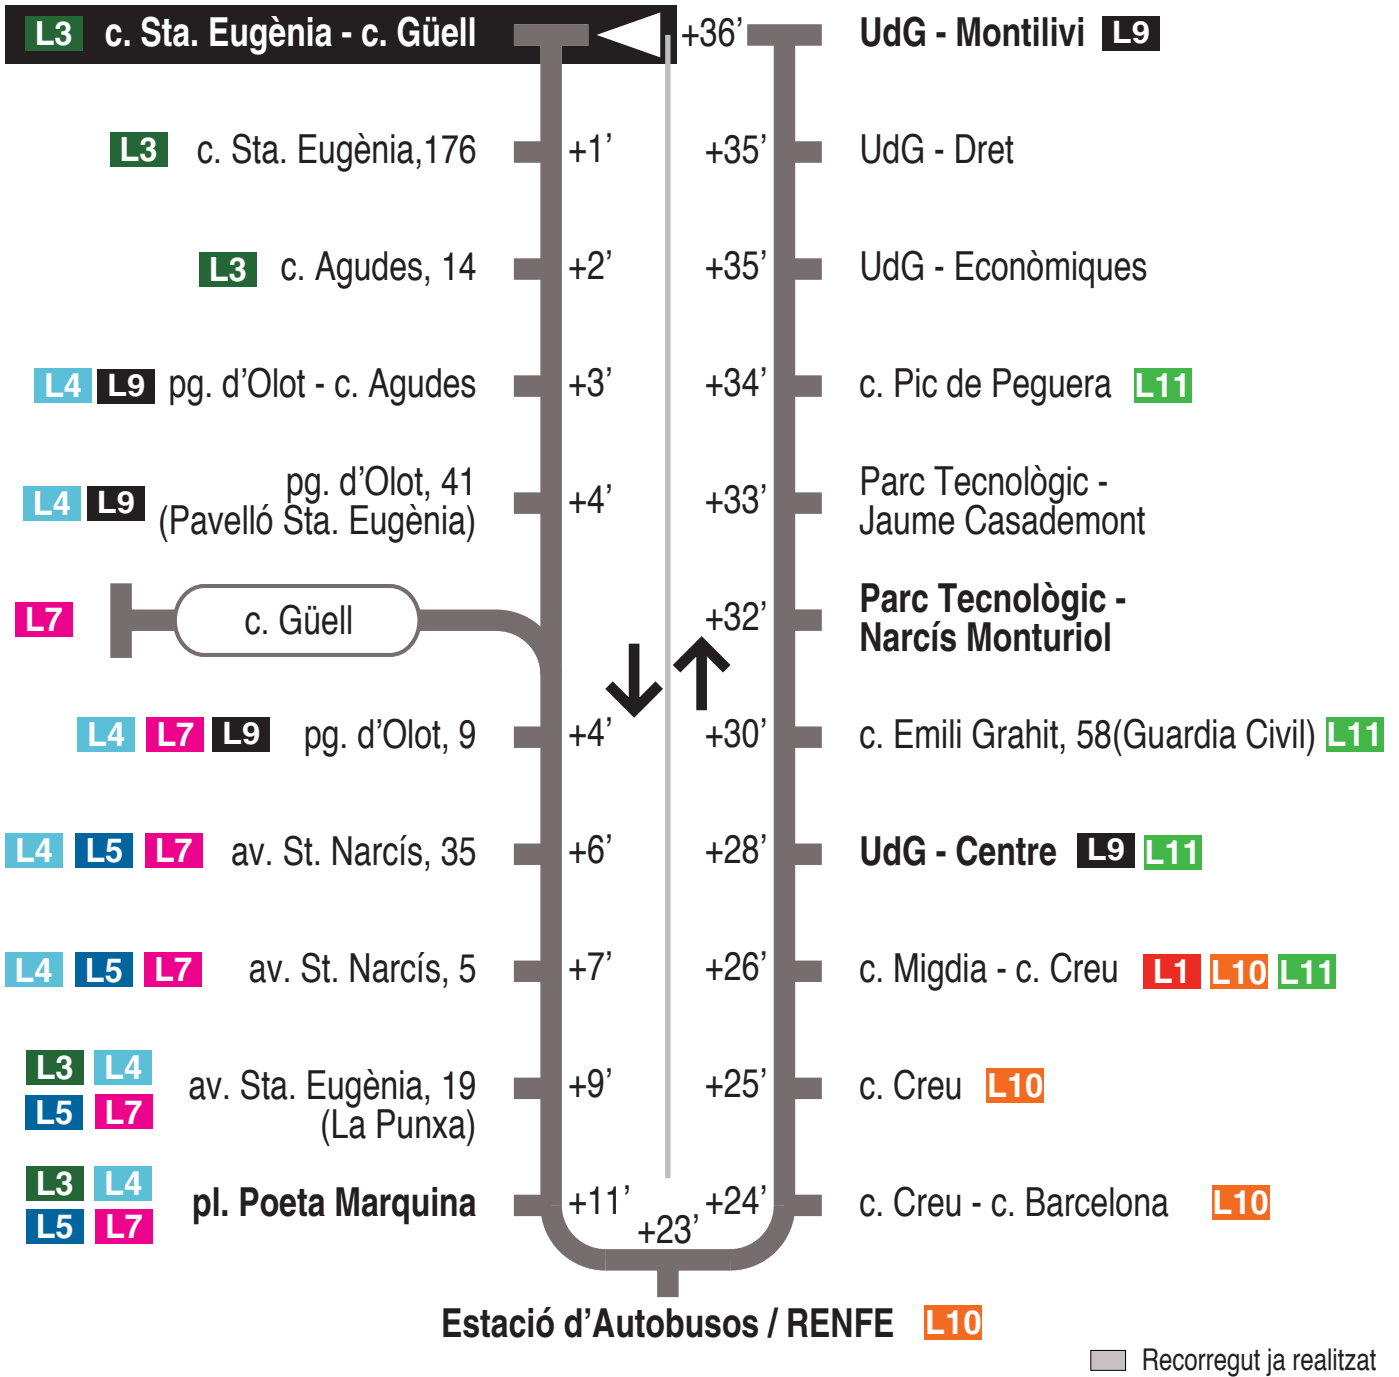 L3 c. Sta. Eugènia - c. Güell
L3 c. Sta. Eugènia,176 +1’
L3 c. Agudes, 14 +2’
L4 L9 pg. d’Olot - c. Agudes +3’
L4 L9 pg. d’Olot, 41 +4’
(Pavelló Sta. Eugènia)
L7 c. Güell
L4 L7 L9 pg. d’Olot, 9 +4’
L4 L5 L7 av. St. Narcís, 35 +6’
L4 L5 L7 av. St. Narcís, 5 +7’
L3 L4
L5 L7
av. Sta. Eugènia, 19 +9’
(La Punxa)
L3 L4
L5 L7
pl. Poeta Marquina +11’
+23’
Estació d’Autobusos / RENFE L10
+24’ c. Creu - c. Barcelona L10
+25’ c. Creu L10
+26’ c. Migdia - c. Creu L1 L10 L11
+28’ UdG - Centre L9 L11
+30’ c. Emili Grahit, 58(Guardia Civil) L11
+32’ Parc Tecnològic -
Narcís Monturiol
+33’ Parc Tecnològic -
Jaume Casademont
+34’ c. Pic de Peguera L11
+35’ UdG - Econòmiques
+35’ UdG - Dret
+36’ UdG - Montilivi L9
Recorregut ja realitzat